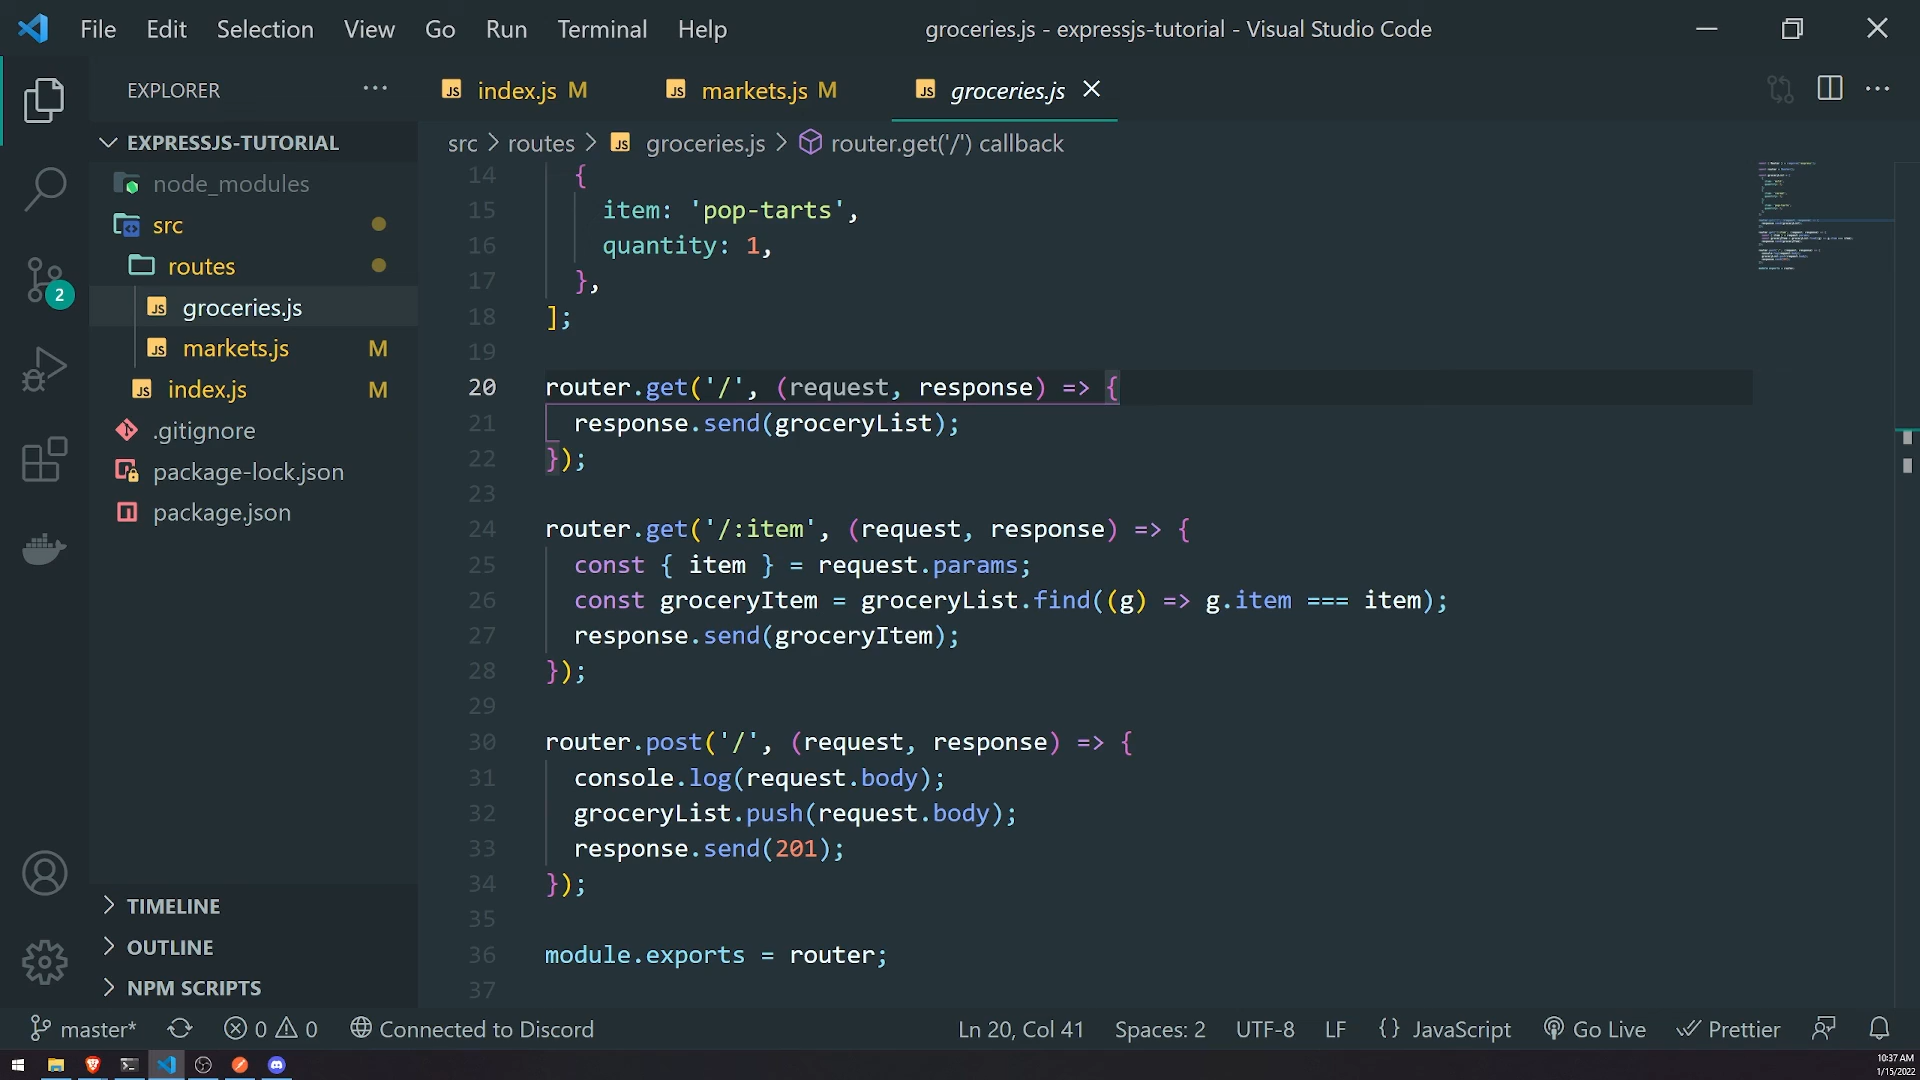 File Edit Selection View Go Run Terminal Help
groceries.js - expressjs-tutorial - Visual Studio Code
EXPLORER
index.js M
markets.js M
groceries.js
EXPRESSJS-TUTORIAL
node_modules
src
routes
groceries.js
markets.js M
index.js M
.gitignore
package-lock.json
package.json
2
TIMELINE
OUTLINE
NPM SCRIPTS
src > routes > JS groceries.js > router.get('/') callback
14 {
15 item: 'pop-tarts',
16 quantity: 1,
17 },
18 ];
19
20 router.get('/', (request, response) => {
21 response.send(groceryList);
22 });
23
24 router.get('/:item', (request, response) => {
25 const { item } = request.params;
26 const groceryItem = groceryList.find((g) => g.item === item);
27 response.send(groceryItem);
28 });
29
30 router.post('/', (request, response) => {
31 console.log(request.body);
32 groceryList.push(request.body);
33 response.send(201);
34 });
35
36 module.exports = router;
37
master* 0 0 Connected to Discord Ln 20, Col 41 Spaces: 2 UTF-8 LF {} JavaScript Go Live Prettier
10:37 AM
1/15/2022